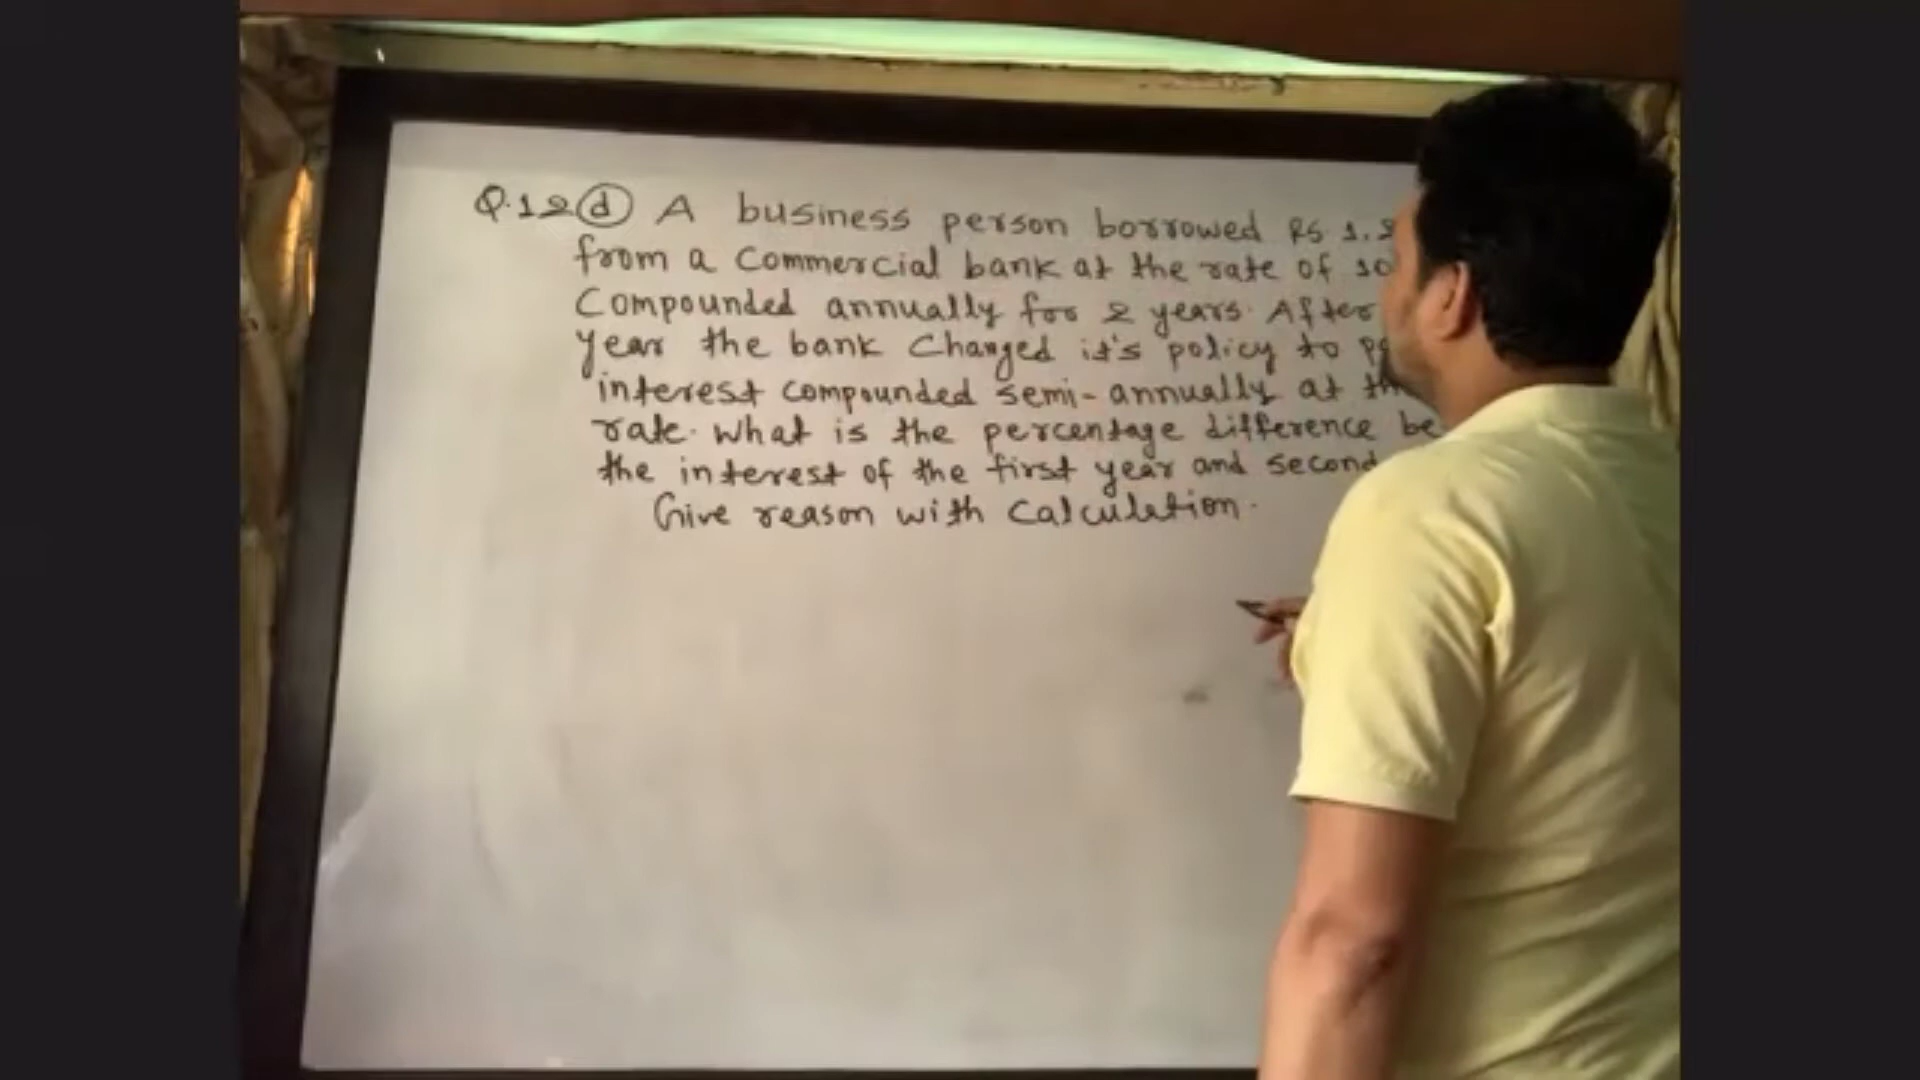 Q.12 (d) A business person borrowed Rs 1.2
from a Commercial bank at the rate of 10
Compounded annually for 2 years. After
year the bank Changed it's policy to
interest compounded semi-annually at
rate. What is the percentage difference
the interest of the first year and second
Give reason with calculation.